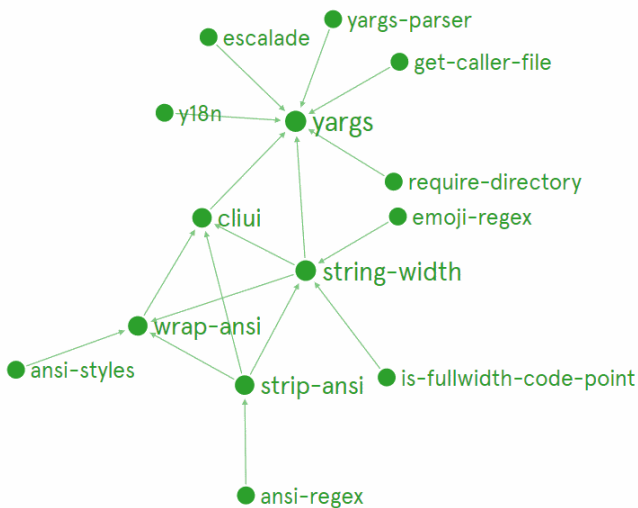 yargs-parser
escalade
get-caller-file
y18n
yargs
require-directory
cliui
emoji-regex
string-width
wrap-ansi
ansi-styles
strip-ansi
is-fullwidth-code-point
ansi-regex